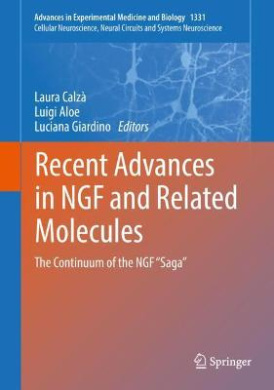 Advances in Experimental Medicine and Biology 1331
Cellular Neuroscience, Neural Circuits and Systems Neuroscience
Laura Calzà
Luigi Aloe
Luciana Giardino Editors
Recent Advances
in NGF and Related
Molecules
The Continuum of the NGF “Saga”
Springer